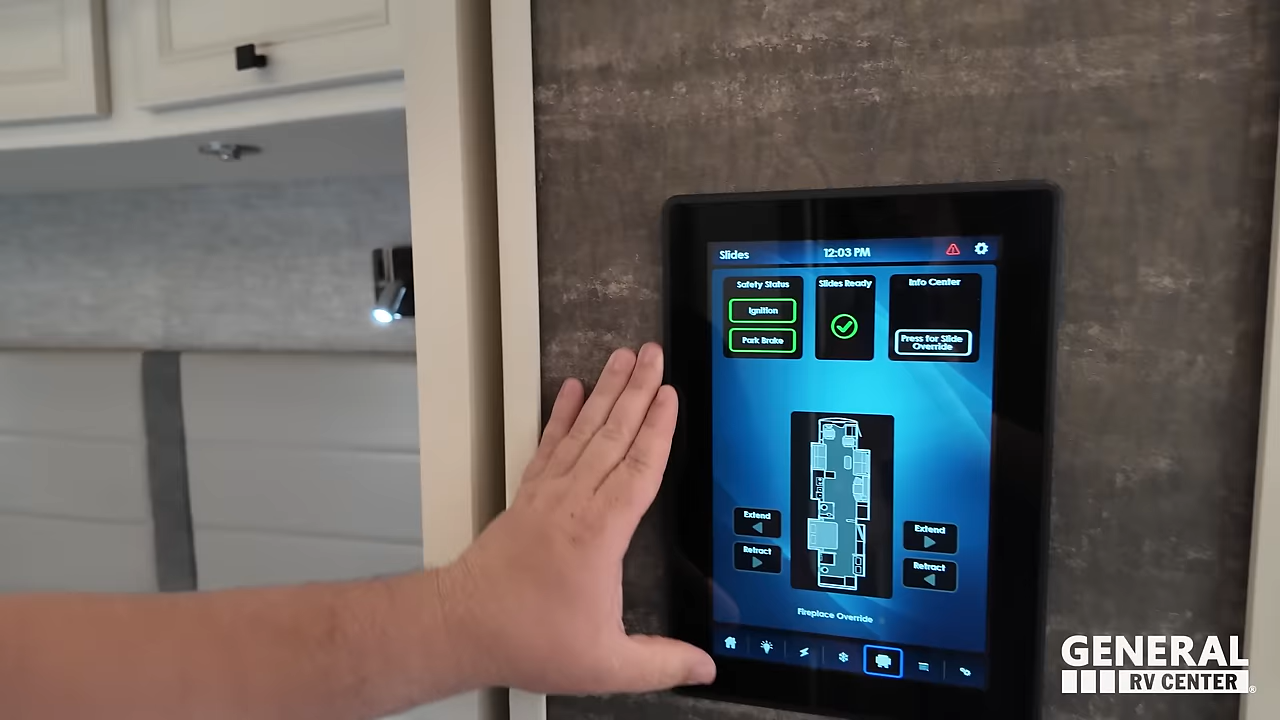 Slides
12:03 PM
Safety Status
Ignition
Park Brake
Slides Ready
Info Center
Press for Slide
Override
Extend
Retract
Extend
Retract
Fireplace Override
GENERAL
RV CENTER®